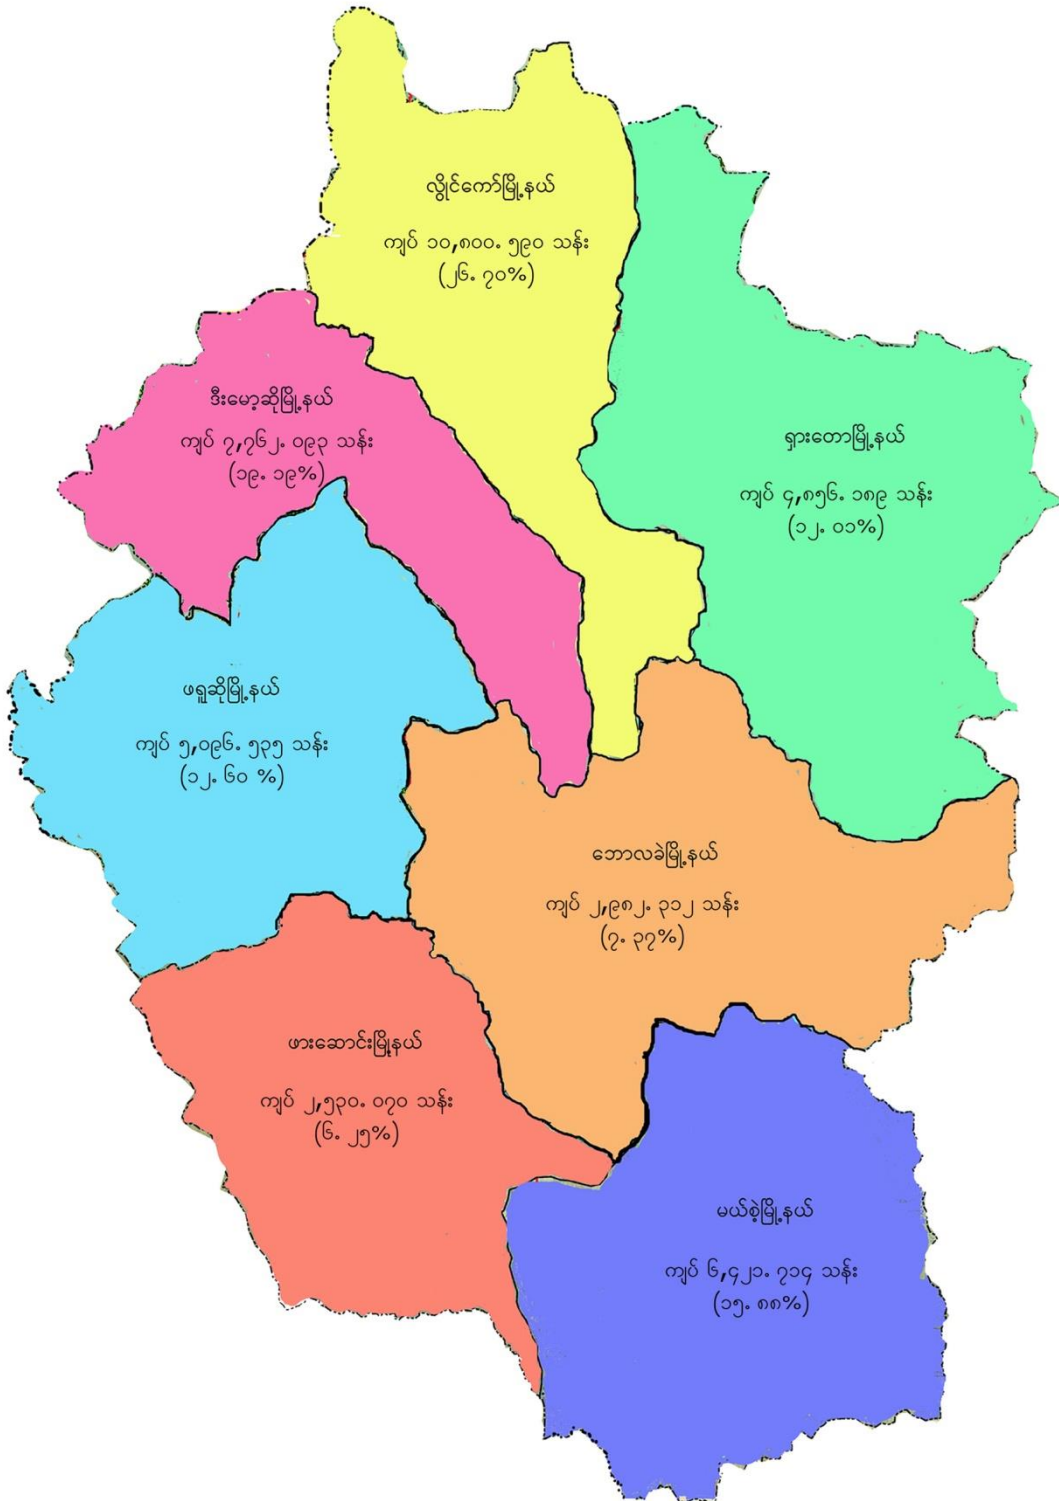 လွိုင်ကော်မြို့နယ်
ကျပ် ၁၀,၈၀၀. ၅၉၀ သန်း
(၂၆. ၇၀%)
ဒီးမော့ဆိုမြို့နယ်
ကျပ် ၇,၇၆၂. ၀၉၃ သန်း
(၁၉. ၁၉%)
ရှားတောမြို့နယ်
ကျပ် ၄,၈၅၆. ၁၈၉ သန်း
(၁၂. ၀၁%)
ဖရူဆိုမြို့နယ်
ကျပ် ၅,၀၉၆. ၅၃၅ သန်း
(၁၂. ၆၀ %)
ဘောလခဲမြို့နယ်
ကျပ် ၂,၉၈၂. ၃၁၂ သန်း
(၇. ၃၇%)
ဖားဆောင်းမြို့နယ်
ကျပ် ၂,၅၃၀. ၀၇၀ သန်း
(၆. ၂၅%)
မယ်စဲ့မြို့နယ်
ကျပ် ၆,၄၂၁. ၇၁၄ သန်း
(၁၅. ၈၈%)